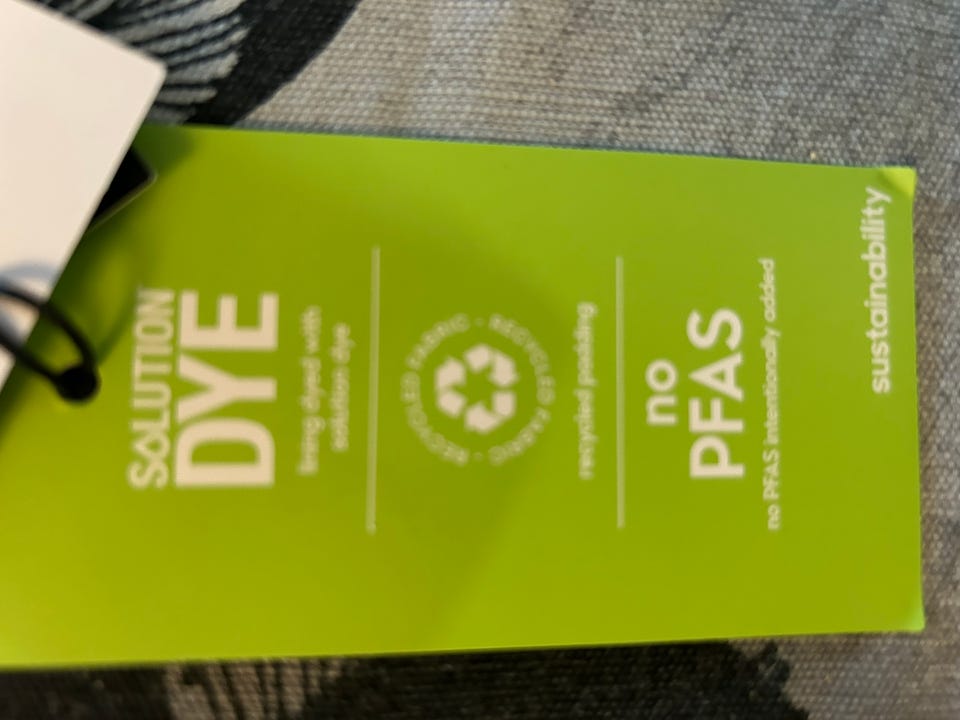 SOLUTION
DYE
lining dyed with
solution dye
RECYCLED FABRIC · RECYCLED FABRIC ·
recycled padding
no
PFAS
no PFAS intentionally added
sustainability